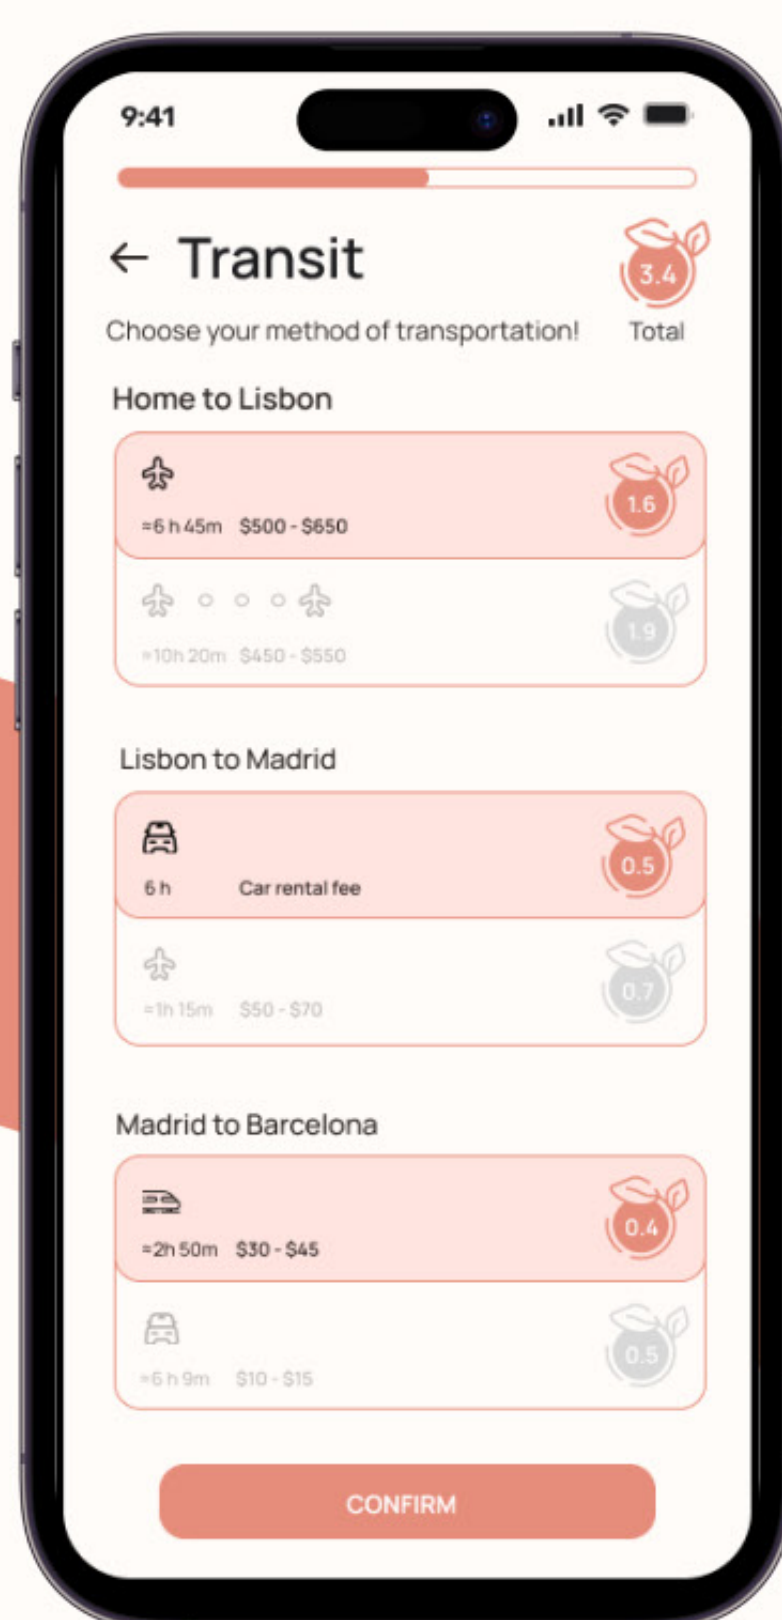 9:41
Transit
3.4
Choose your method of transportation!
Total
Home to Lisbon
1.6
≈6 h 45m $500 - $650
1.9
≈10h 20m $450 - $550
Lisbon to Madrid
0.5
6 h Car rental fee
0.7
≈1h 15m $50 - $70
Madrid to Barcelona
0.4
≈2h 50m $30 - $45
0.5
≈6 h 9m $10 - $15
CONFIRM